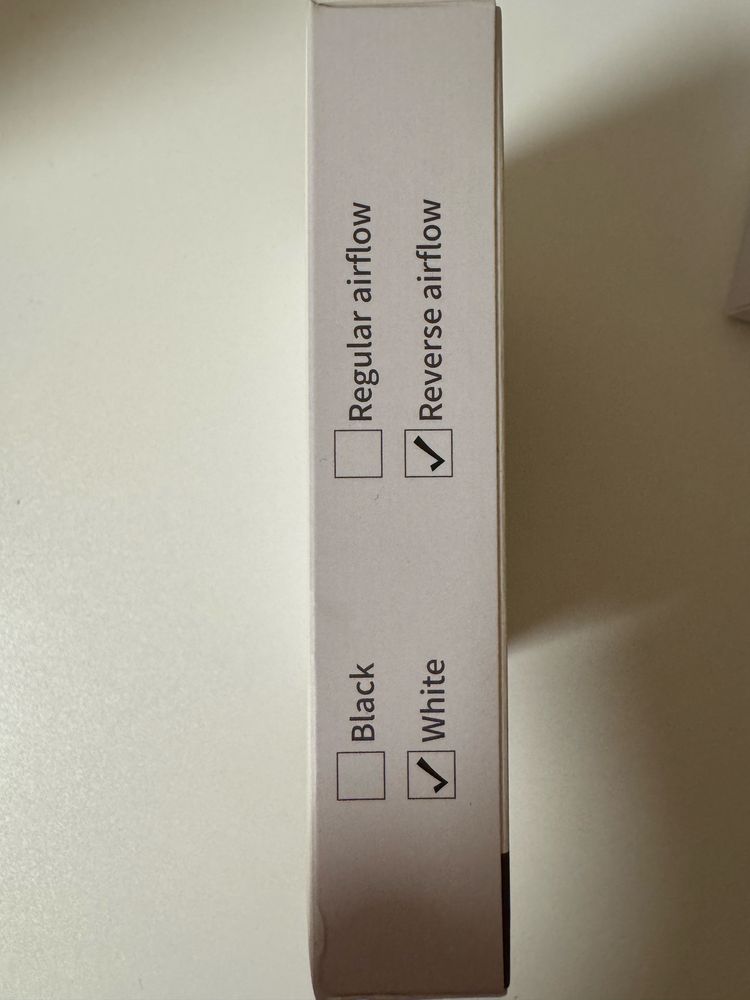 Black
Regular airflow
White
Reverse airflow